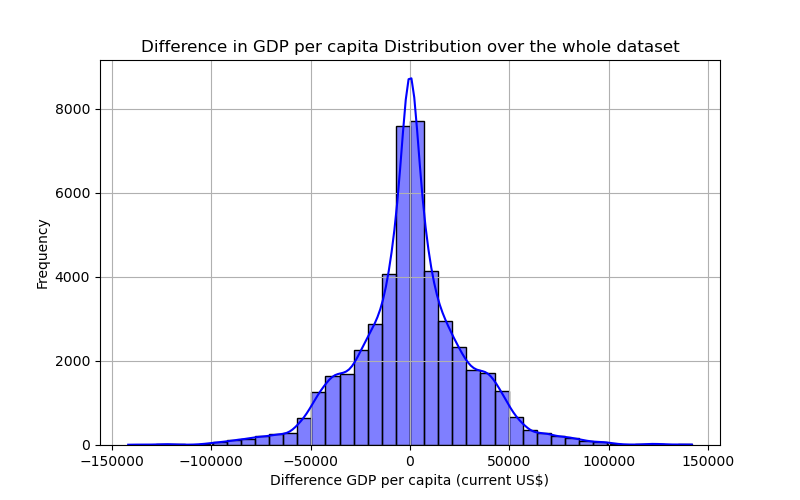 Difference in GDP per capita Distribution over the whole dataset
8000
6000
4000
2000
0
Frequency
−150000 −100000 −50000 0 50000 100000 150000
Difference GDP per capita (current US$)